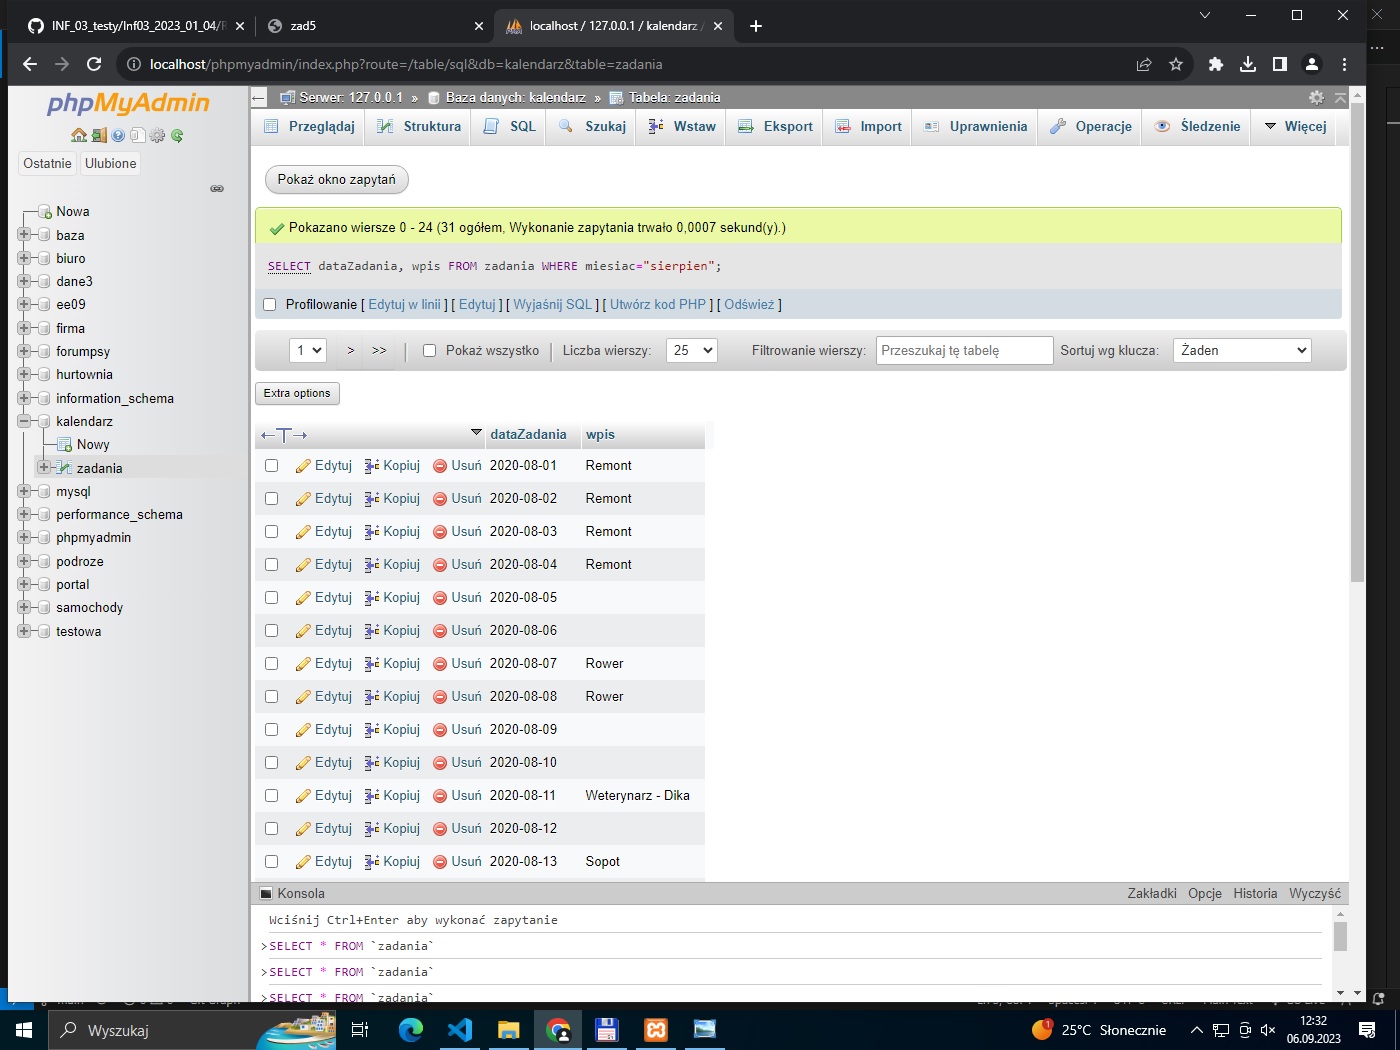 INF_03_testy/Inf03_2023_01_04/R
zad5
localhost / 127.0.0.1 / kalendarz /
localhost/phpmyadmin/index.php?route=/table/sql&db=kalendarz&table=zadania
phpMyAdmin
Ostatnie
Ulubione
Nowa
baza
biuro
dane3
ee09
firma
forumpsy
hurtownia
information_schema
kalendarz
Nowy
zadania
mysql
performance_schema
phpmyadmin
podroze
portal
samochody
testowa
Serwer: 127.0.0.1 » Baza danych: kalendarz » Tabela: zadania
Przeglądaj Struktura SQL Szukaj Wstaw Eksport Import Uprawnienia Operacje Śledzenie Więcej
Pokaż okno zapytań
Pokazano wiersze 0 - 24 (31 ogółem, Wykonanie zapytania trwało 0,0007 sekund(y).)
SELECT dataZadania, wpis FROM zadania WHERE miesiac="sierpien";
Profilowanie [ Edytuj w linii ] [ Edytuj ] [ Wyjaśnij SQL ] [ Utwórz kod PHP ] [ Odśwież ]
1 > >> Pokaż wszystko Liczba wierszy: 25 Filtrowanie wierszy: Przeszukaj tę tabelę Sortuj wg klucza: Żaden
Extra options
←T→ dataZadania wpis
Edytuj Kopiuj Usuń 2020-08-01 Remont
Edytuj Kopiuj Usuń 2020-08-02 Remont
Edytuj Kopiuj Usuń 2020-08-03 Remont
Edytuj Kopiuj Usuń 2020-08-04 Remont
Edytuj Kopiuj Usuń 2020-08-05
Edytuj Kopiuj Usuń 2020-08-06
Edytuj Kopiuj Usuń 2020-08-07 Rower
Edytuj Kopiuj Usuń 2020-08-08 Rower
Edytuj Kopiuj Usuń 2020-08-09
Edytuj Kopiuj Usuń 2020-08-10
Edytuj Kopiuj Usuń 2020-08-11 Weterynarz - Dika
Edytuj Kopiuj Usuń 2020-08-12
Edytuj Kopiuj Usuń 2020-08-13 Sopot
Konsola Zakładki Opcje Historia Wyczyść
Wciśnij Ctrl+Enter aby wykonać zapytanie
>SELECT * FROM `zadania`
>SELECT * FROM `zadania`
>SELECT * FROM `zadania`
Wyszukaj
25°C Słonecznie
12:32
06.09.2023